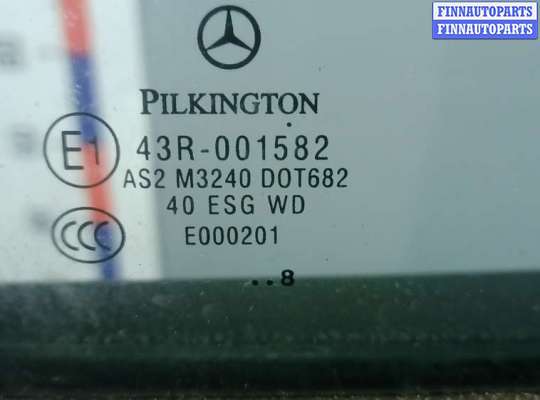 FINNAUTOPARTS
FINNAUTOPARTS
PILKINGTON
E1 43R-001582
AS2 M3240 DOT682
40 ESG WD
CCC E000201
..8